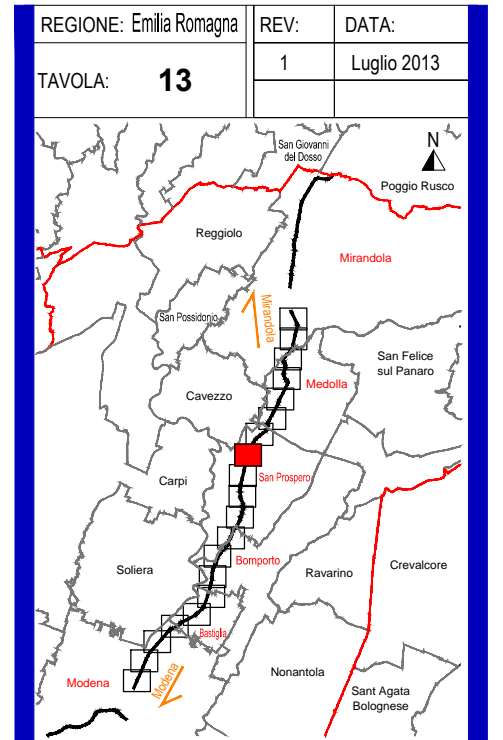 REGIONE: Emilia Romagna
REV:
DATA:
TAVOLA: 13
1
Luglio 2013
San Giovanni
del Dosso
N
Poggio Rusco
Reggiolo
Mirandola
Mirandola
San Possidonio
San Felice
sul Panaro
Medolla
Cavezzo
San Prospero
Carpi
Bomporto
Soliera
Ravarino
Crevalcore
Bastiglia
Modena
Modena
Nonantola
Sant Agata
Bolognese